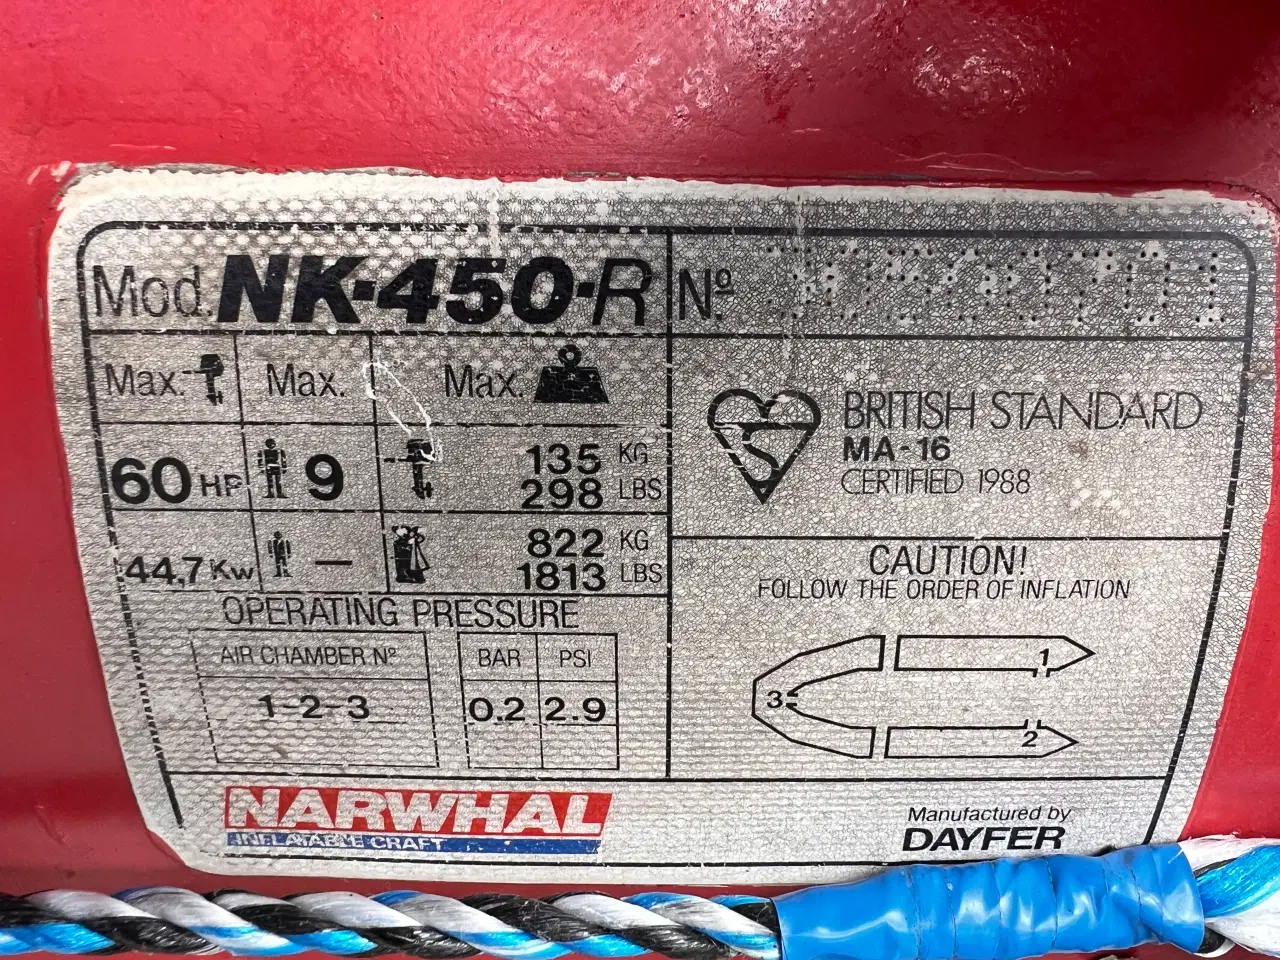 Mod. NK-450-R
Nº
Max. Max. Max.
60 HP 9 135 KG
298 LBS
44,7 Kw – 822 KG
1813 LBS
OPERATING PRESSURE
AIR CHAMBER Nº BAR PSI
1-2-3 0.2 2.9
BRITISH STANDARD
MA-16
CERTIFIED 1988
CAUTION!
FOLLOW THE ORDER OF INFLATION
1
3
2
NARWHAL
INFLATABLE CRAFT
Manufactured by
DAYFER